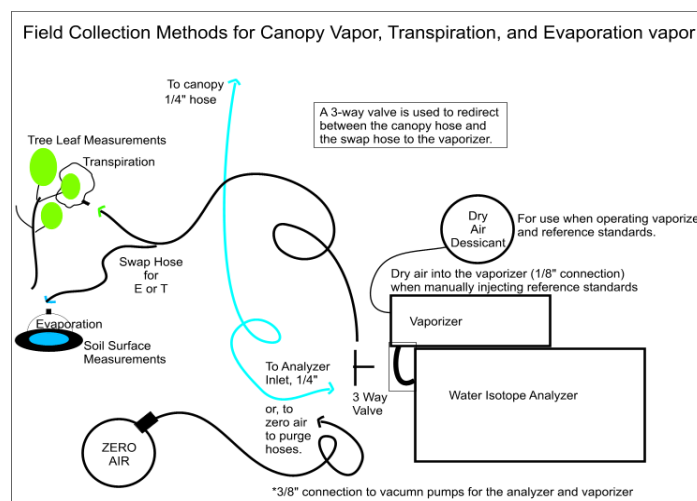 Field Collection Methods for Canopy Vapor, Transpiration, and Evaporation vapor
To canopy
1/4" hose
A 3-way valve is used to redirect
between the canopy hose and
the swap hose to the vaporizer.
Tree Leaf Measurements
Transpiration
Dry
Air
Dessicant
For use when operating vaporize
and reference standards.
Swap Hose
for
E or T
Dry air into the vaporizer (1/8" connection)
when manually injecting reference standards
Evaporation
Soil Surface
Measurements
Vaporizer
To Analyzer
Inlet, 1/4"
or, to
zero air
to purge
hoses.
3 Way
Valve
Water Isotope Analyzer
ZERO
AIR
*3/8" connection to vacumn pumps for the analyzer and vaporizer